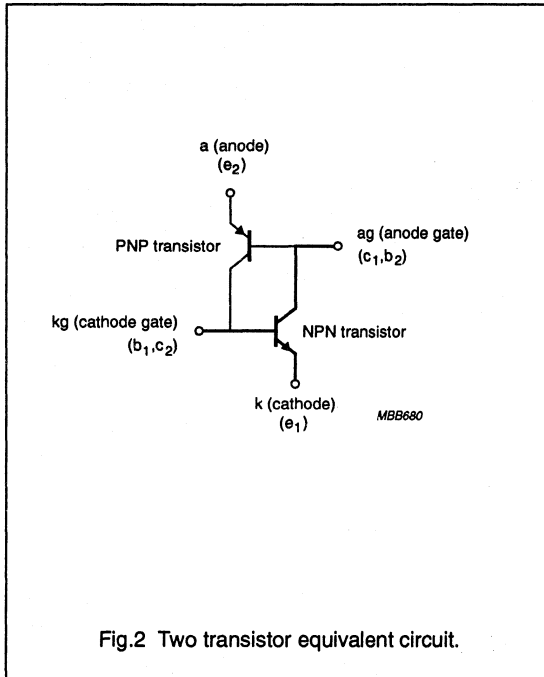 a (anode)
(e2)
PNP transistor
ag (anode gate)
(c1,b2)
kg (cathode gate)
(b1,c2)
NPN transistor
k (cathode)
(e1)
MBB680
Fig.2 Two transistor equivalent circuit.